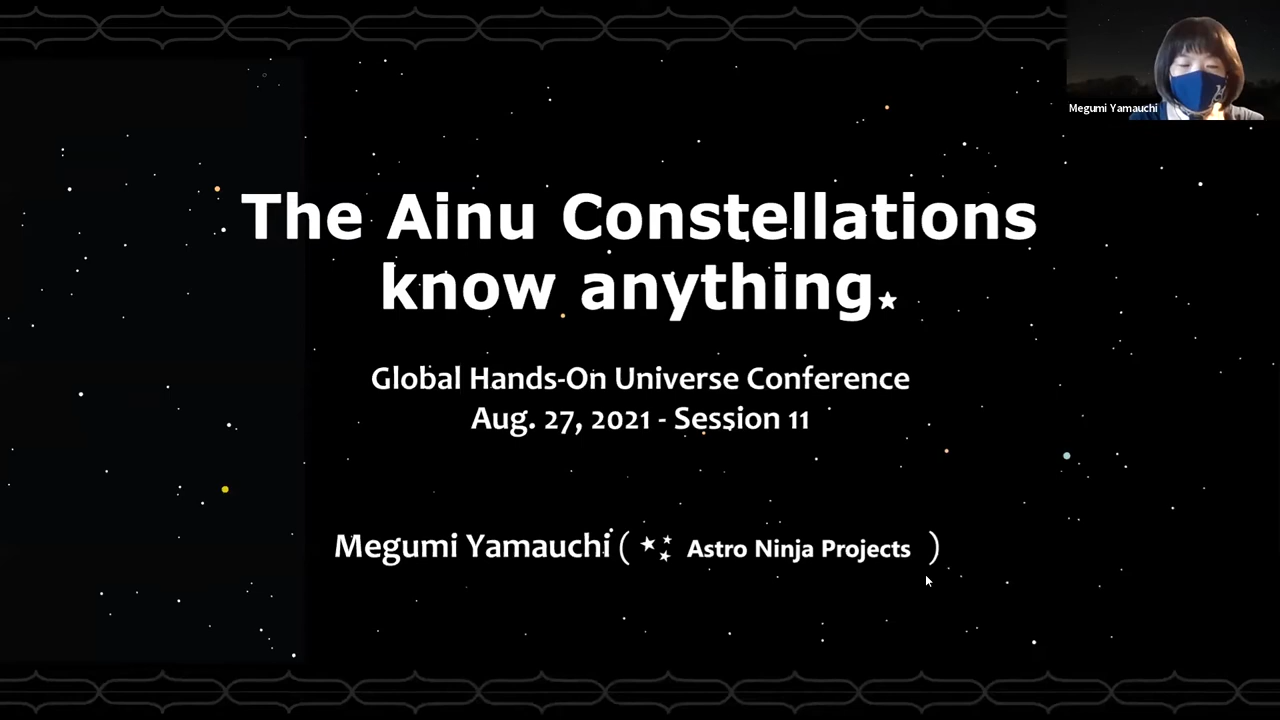 Megumi Yamauchi
The Ainu Constellations
know anything.
Global Hands-On Universe Conference
Aug. 27, 2021 - Session 11
Megumi Yamauchi ( Astro Ninja Projects )